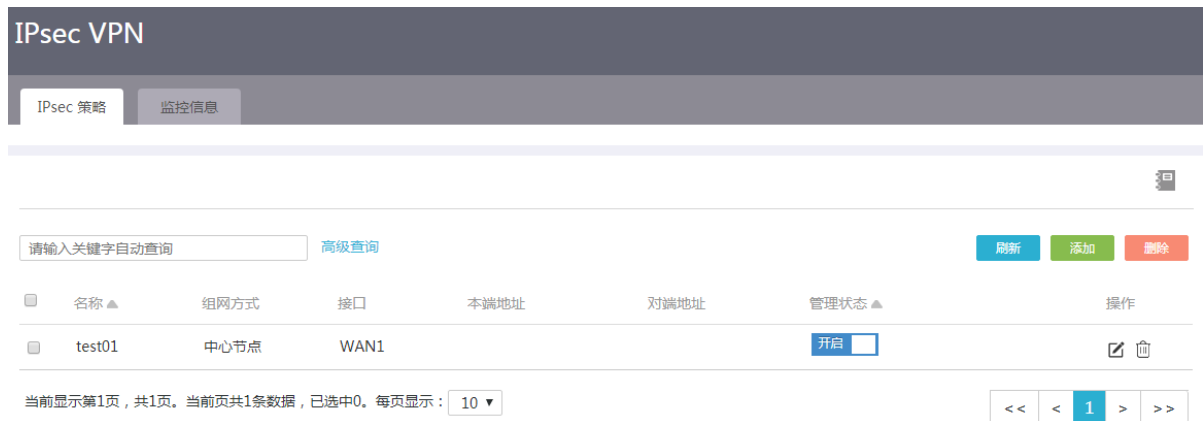 IPsec VPN
IPsec 策略 监控信息
请输入关键字自动查询 高级查询 刷新 添加 删除
名称 组网方式 接口 本端地址 对端地址 管理状态 操作
test01 中心节点 WAN1 开启
当前显示第1页，共1页。当前页共1条数据，已选中0。每页显示： 10 << < 1 > >>